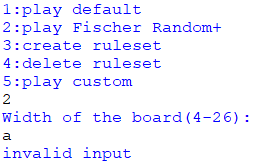 1:play default
2:play Fischer Random+
3:create ruleset
4:delete ruleset
5:play custom
2
Width of the board(4-26):
a
invalid input